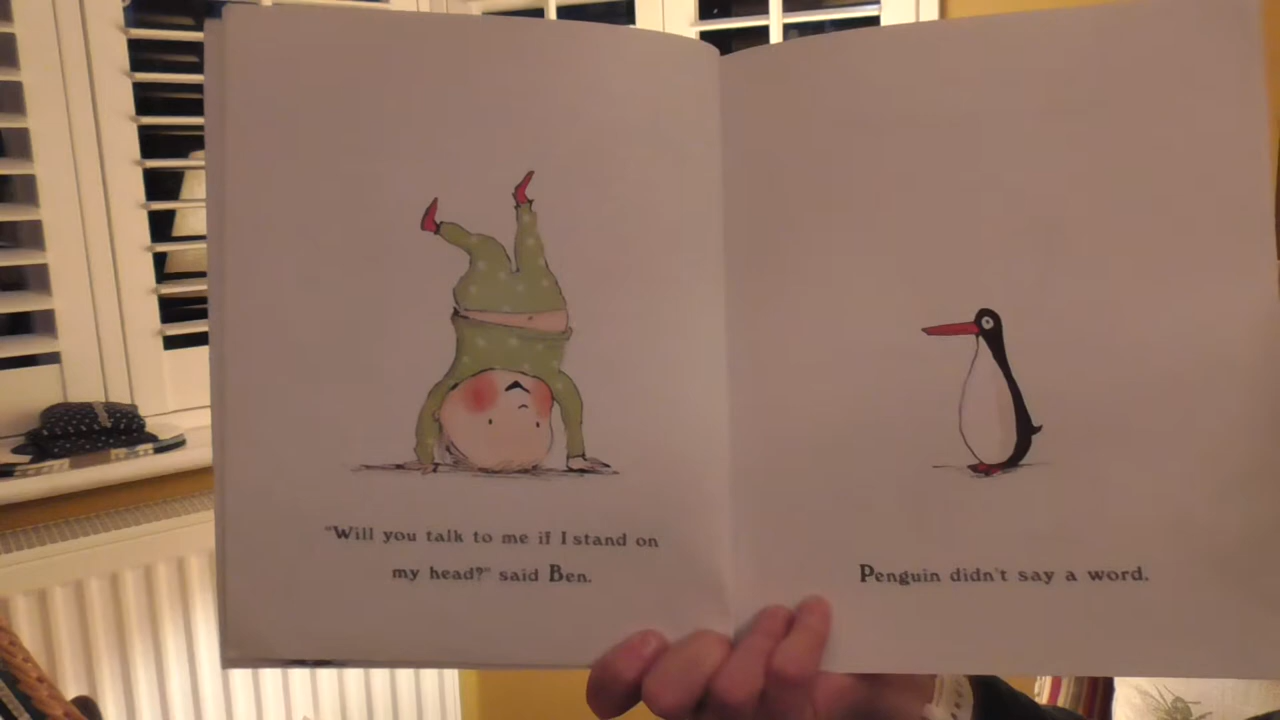 "Will you talk to me if I stand on
my head?" said Ben.
Penguin didn't say a word.